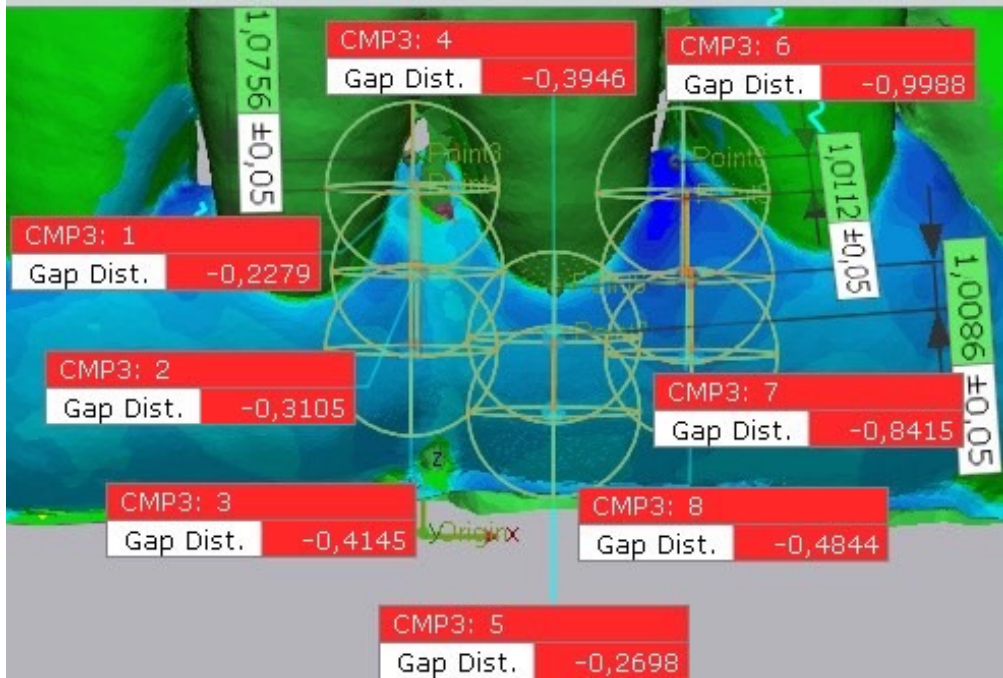 1,0756 ±0,05
CMP3: 4
Gap Dist. -0,3946
CMP3: 6
Gap Dist. -0,9988
Point3
Point8
1,0112 ±0,05
CMP3: 1
Gap Dist. -0,2279
1,0086 ±0,05
CMP3: 2
Gap Dist. -0,3105
CMP3: 7
Gap Dist. -0,8415
Z
CMP3: 3
Gap Dist. -0,4145
CMP3: 8
Gap Dist. -0,4844
Y Origin X
CMP3: 5
Gap Dist. -0,2698